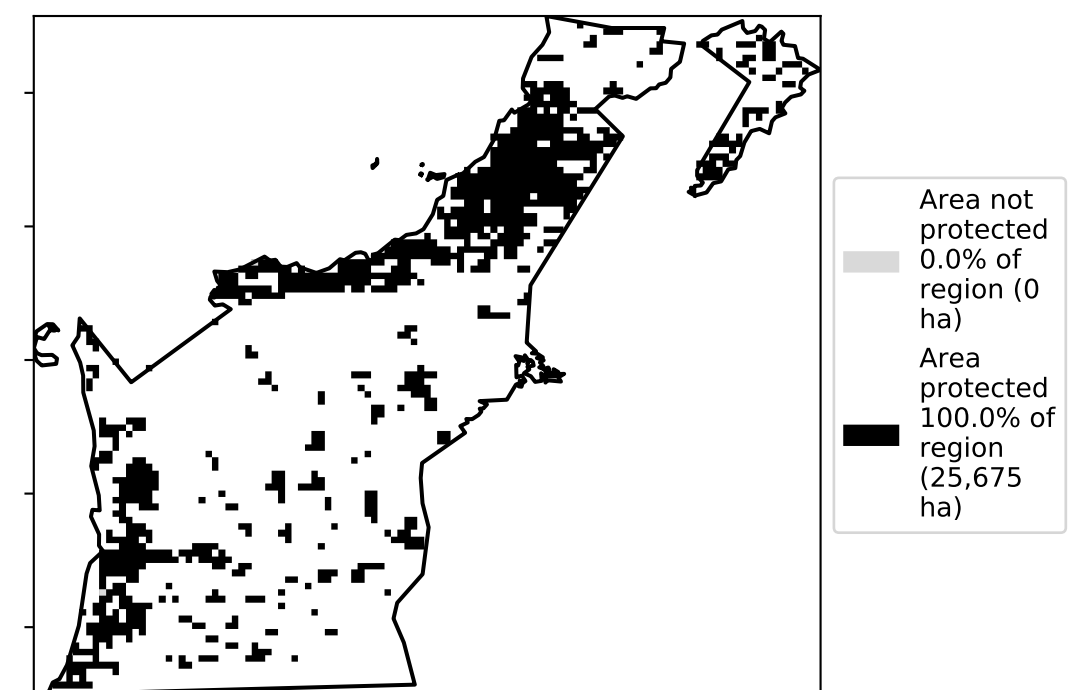 Area not
protected
0.0% of
region (0
ha)
Area
protected
100.0% of
region
(25,675
ha)